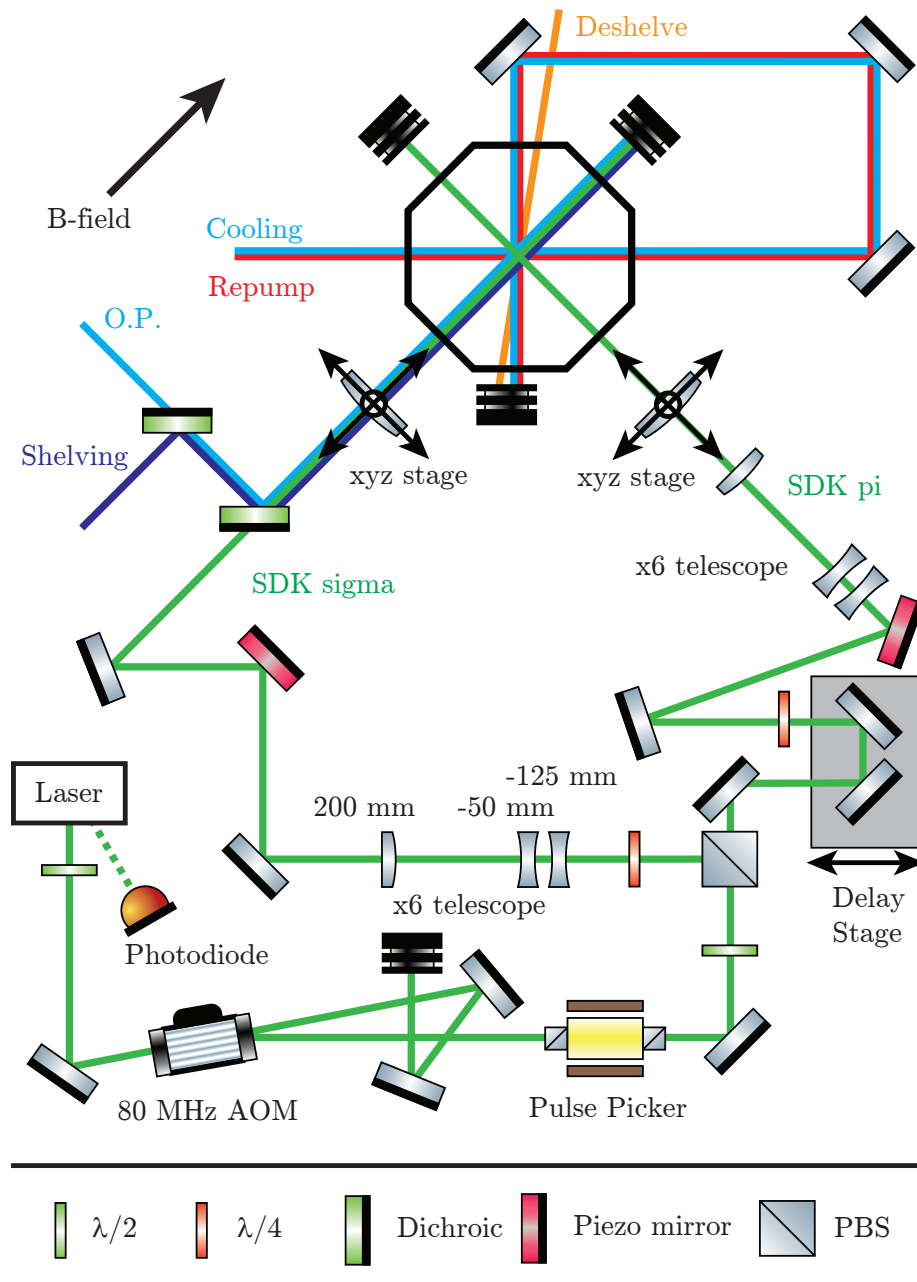 Deshelve
B-field
Cooling
Repump
O.P.
Shelving
xyz stage
xyz stage
SDK pi
x6 telescope
SDK sigma
-125 mm
Laser
200 mm
-50 mm
x6 telescope
Delay
Stage
Photodiode
80 MHz AOM
Pulse Picker
λ/2
λ/4
Dichroic
Piezo mirror
PBS